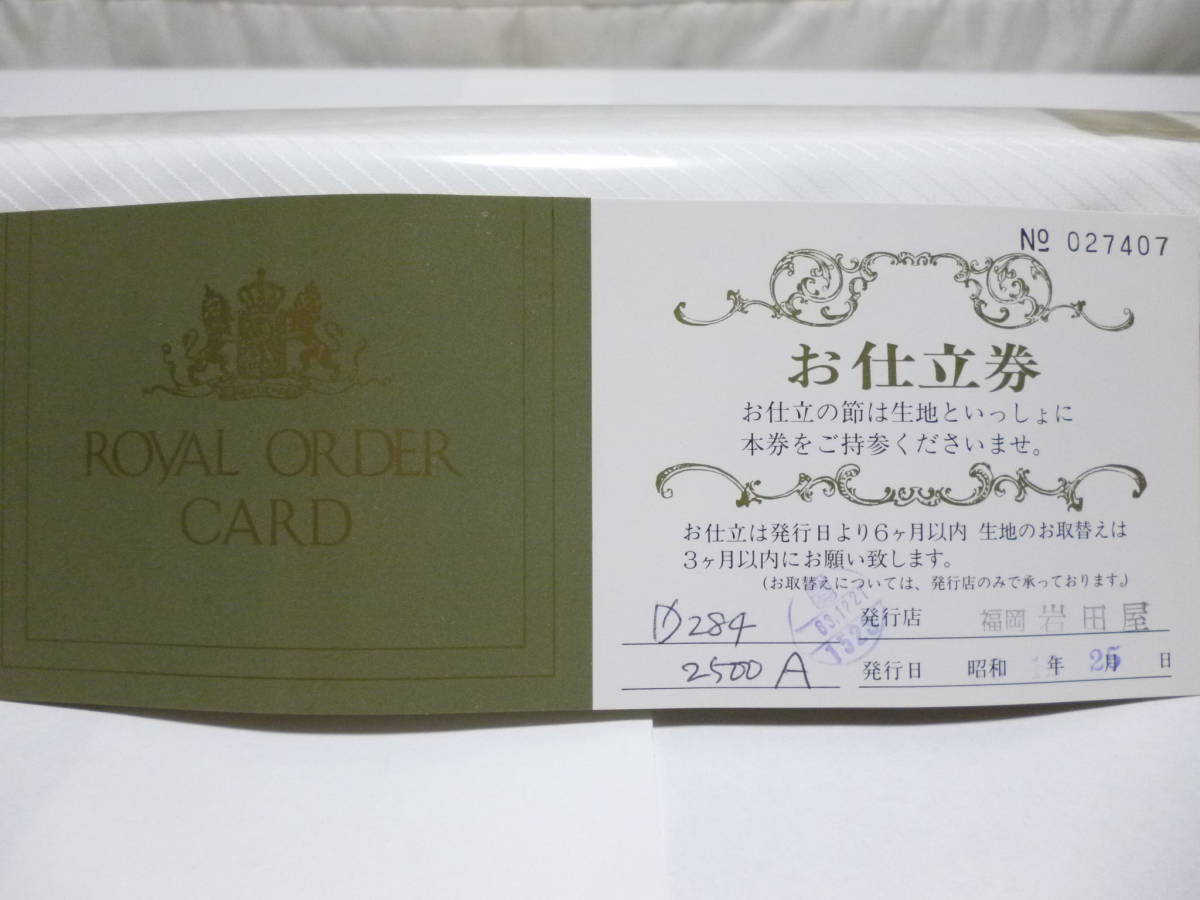 ROYAL ORDER
CARD
№ 027407
お仕立券
お仕立の節は生地といっしょに
本券をご持参くださいませ。
お仕立は発行日より6ヶ月以内 生地のお取替えは
3ヶ月以内にお願い致します。
(お取替えについては、発行店のみで承っております。)
D284
発行店 福岡 岩田屋
2500 A
発行日 昭和 1年 25月 日